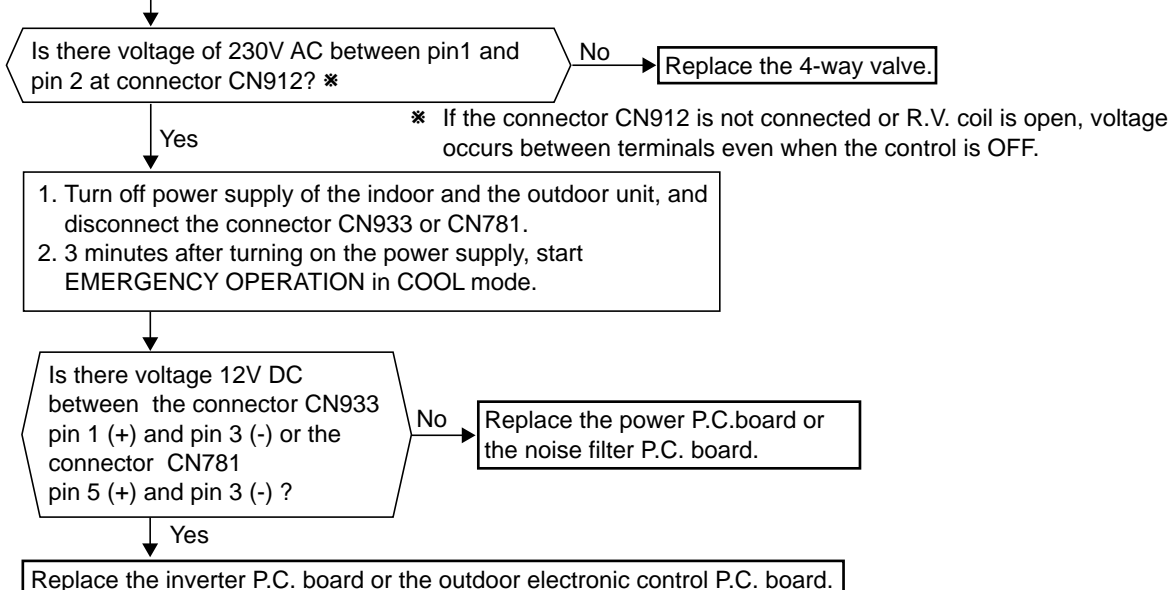 Is there voltage of 230V AC between pin1 and
pin 2 at connector CN912? ※
No
Replace the 4-way valve.
※ If the connector CN912 is not connected or R.V. coil is open, voltage
occurs between terminals even when the control is OFF.
Yes
1. Turn off power supply of the indoor and the outdoor unit, and
disconnect the connector CN933 or CN781.
2. 3 minutes after turning on the power supply, start
EMERGENCY OPERATION in COOL mode.
Is there voltage 12V DC
between the connector CN933
pin 1 (+) and pin 3 (-) or the
connector CN781
pin 5 (+) and pin 3 (-) ?
No
Replace the power P.C.board or
the noise filter P.C. board.
Yes
Replace the inverter P.C. board or the outdoor electronic control P.C. board.